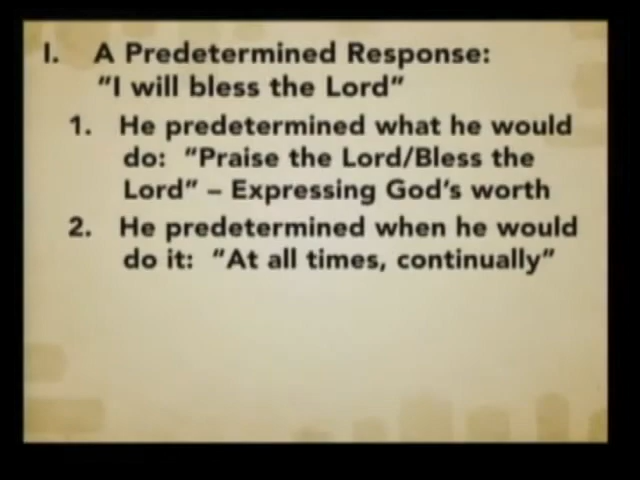 I. A Predetermined Response:
"I will bless the Lord"
1. He predetermined what he would
do: "Praise the Lord/Bless the
Lord" – Expressing God's worth
2. He predetermined when he would
do it: "At all times, continually"